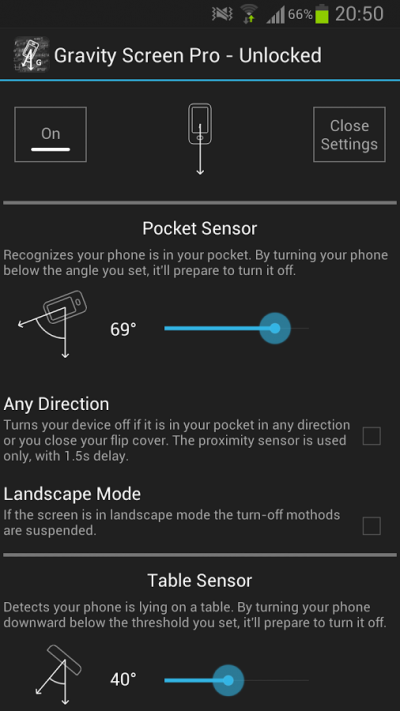 66% 20:50
Gravity Screen Pro - Unlocked
On
Close
Settings
Pocket Sensor
Recognizes your phone is in your pocket. By turning your phone
below the angle you set, it'll prepare to turn it off.
69°
Any Direction
Turns your device off if it is in your pocket in any direction
or you close your flip cover. The proximity sensor is used
only, with 1.5s delay.
Landscape Mode
If the screen is in landscape mode the turn-off mothods
are suspended.
Table Sensor
Detects your phone is lying on a table. By turning your phone
downward below the threshold you set, it'll prepare to turn it off.
40°